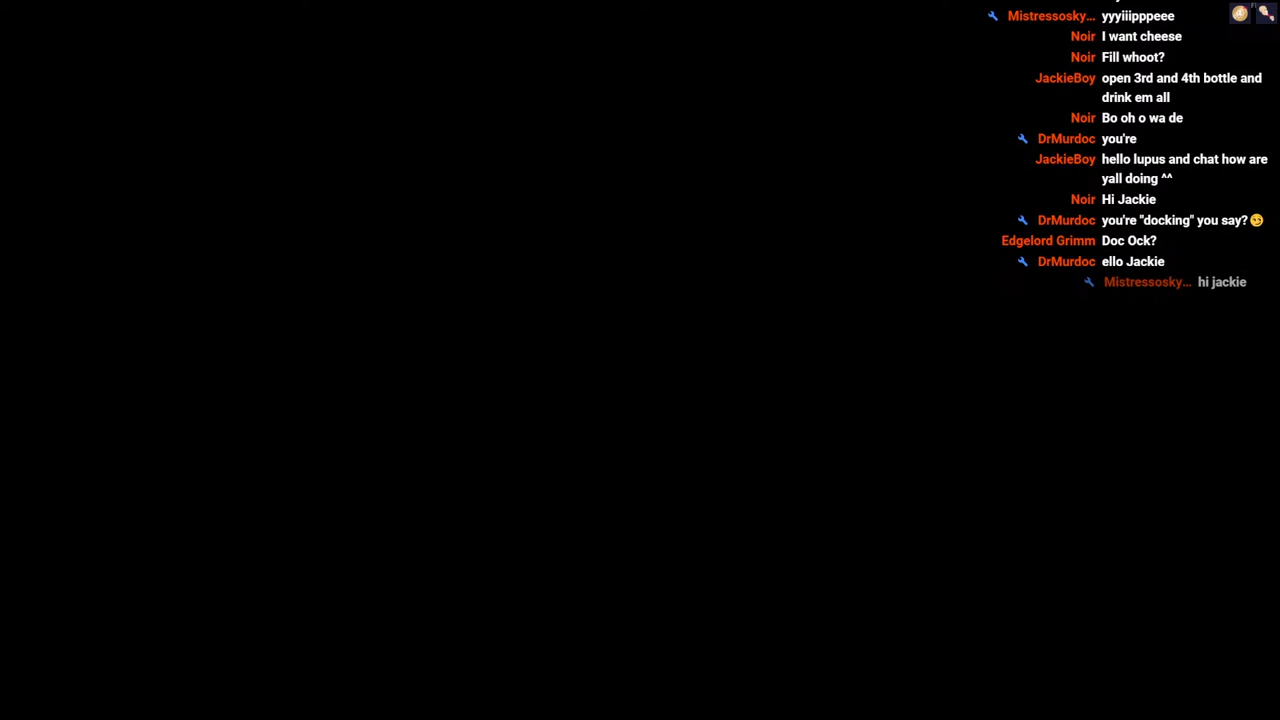 Mistressosky… yyyiiipppeee
Noir I want cheese
Noir Fill whoot?
JackieBoy open 3rd and 4th bottle and
drink em all
Noir Bo oh o wa de
DrMurdoc you're
JackieBoy hello lupus and chat how are
yall doing ^^
Noir Hi Jackie
DrMurdoc you're "docking" you say?😏
Edgelord Grimm Doc Ock?
DrMurdoc ello Jackie
Mistressosky… hi jackie